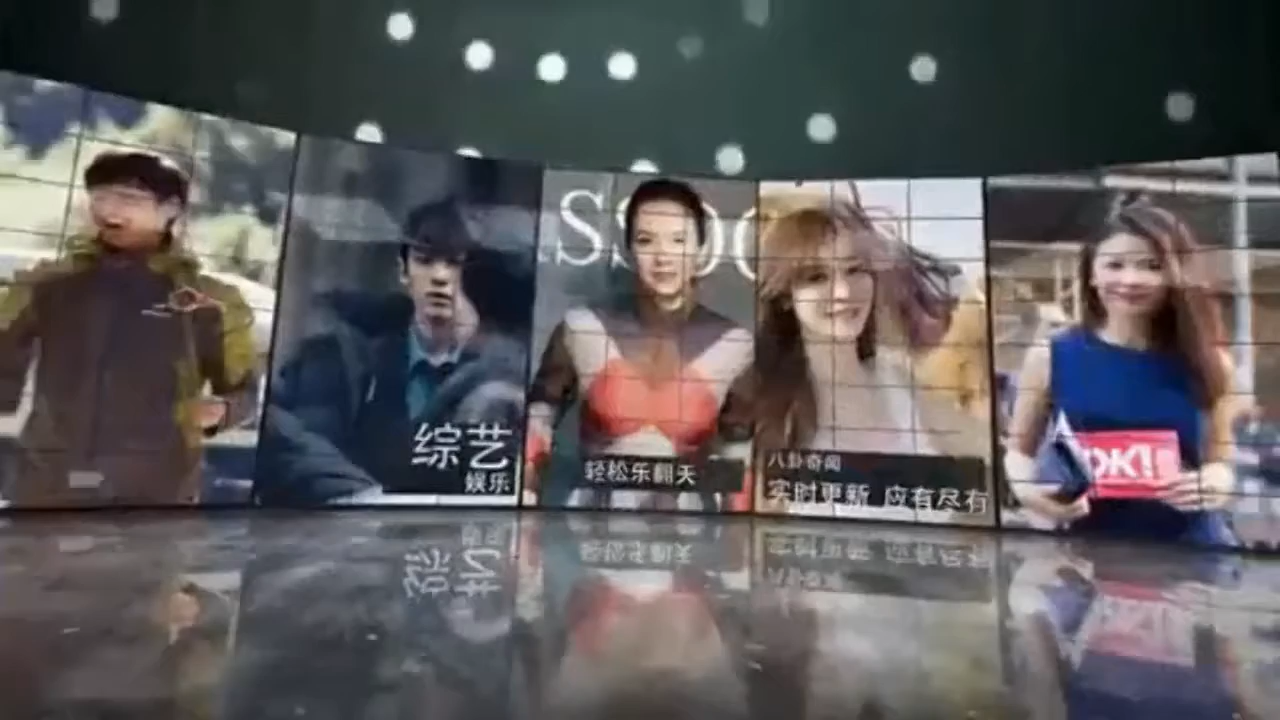 综艺
娱乐
轻松乐翻天
八卦奇闻
实时更新 应有尽有
OK!